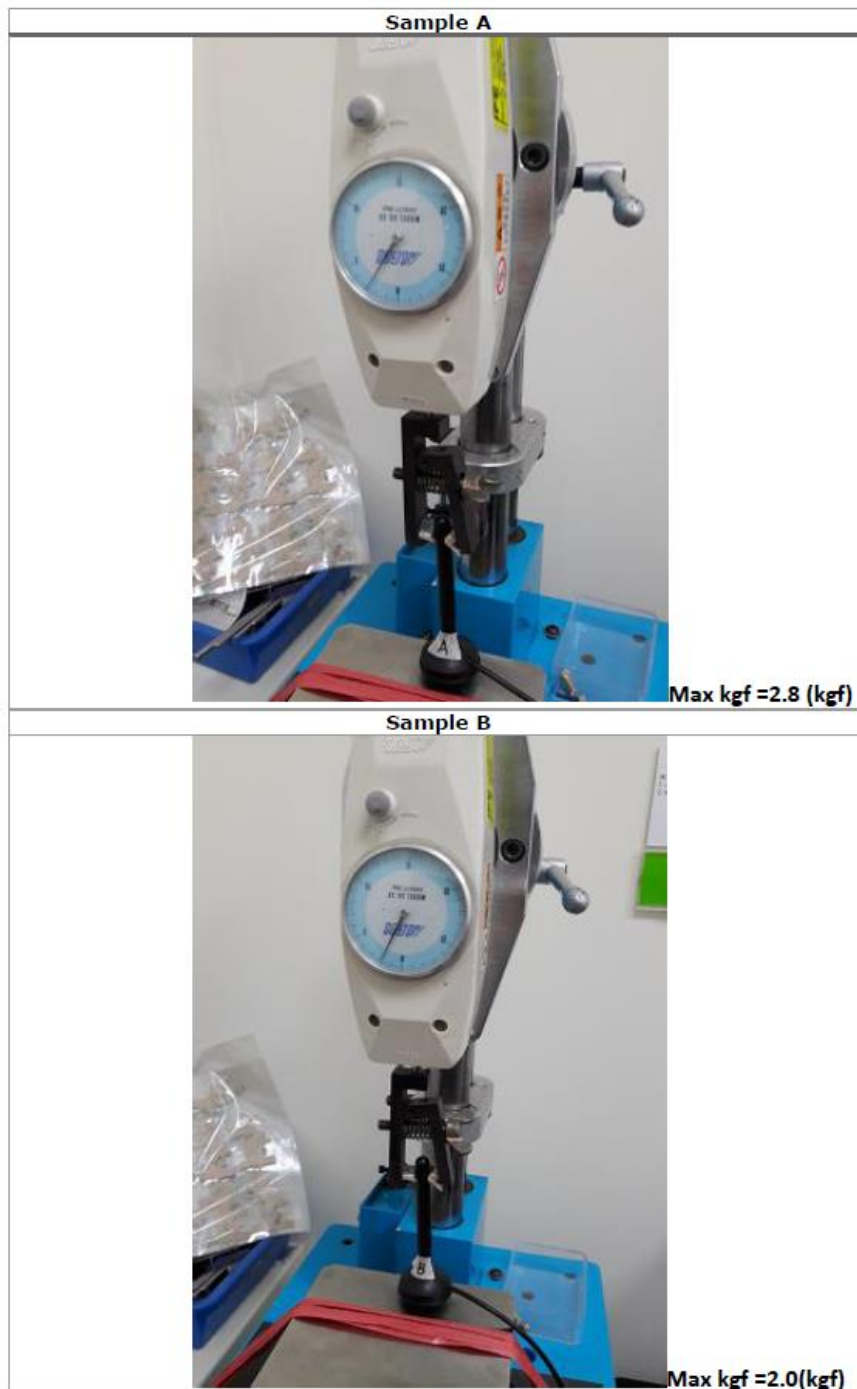 Sample A
A
Max kgf =2.8 (kgf)
Sample B
B
Max kgf =2.0(kgf)